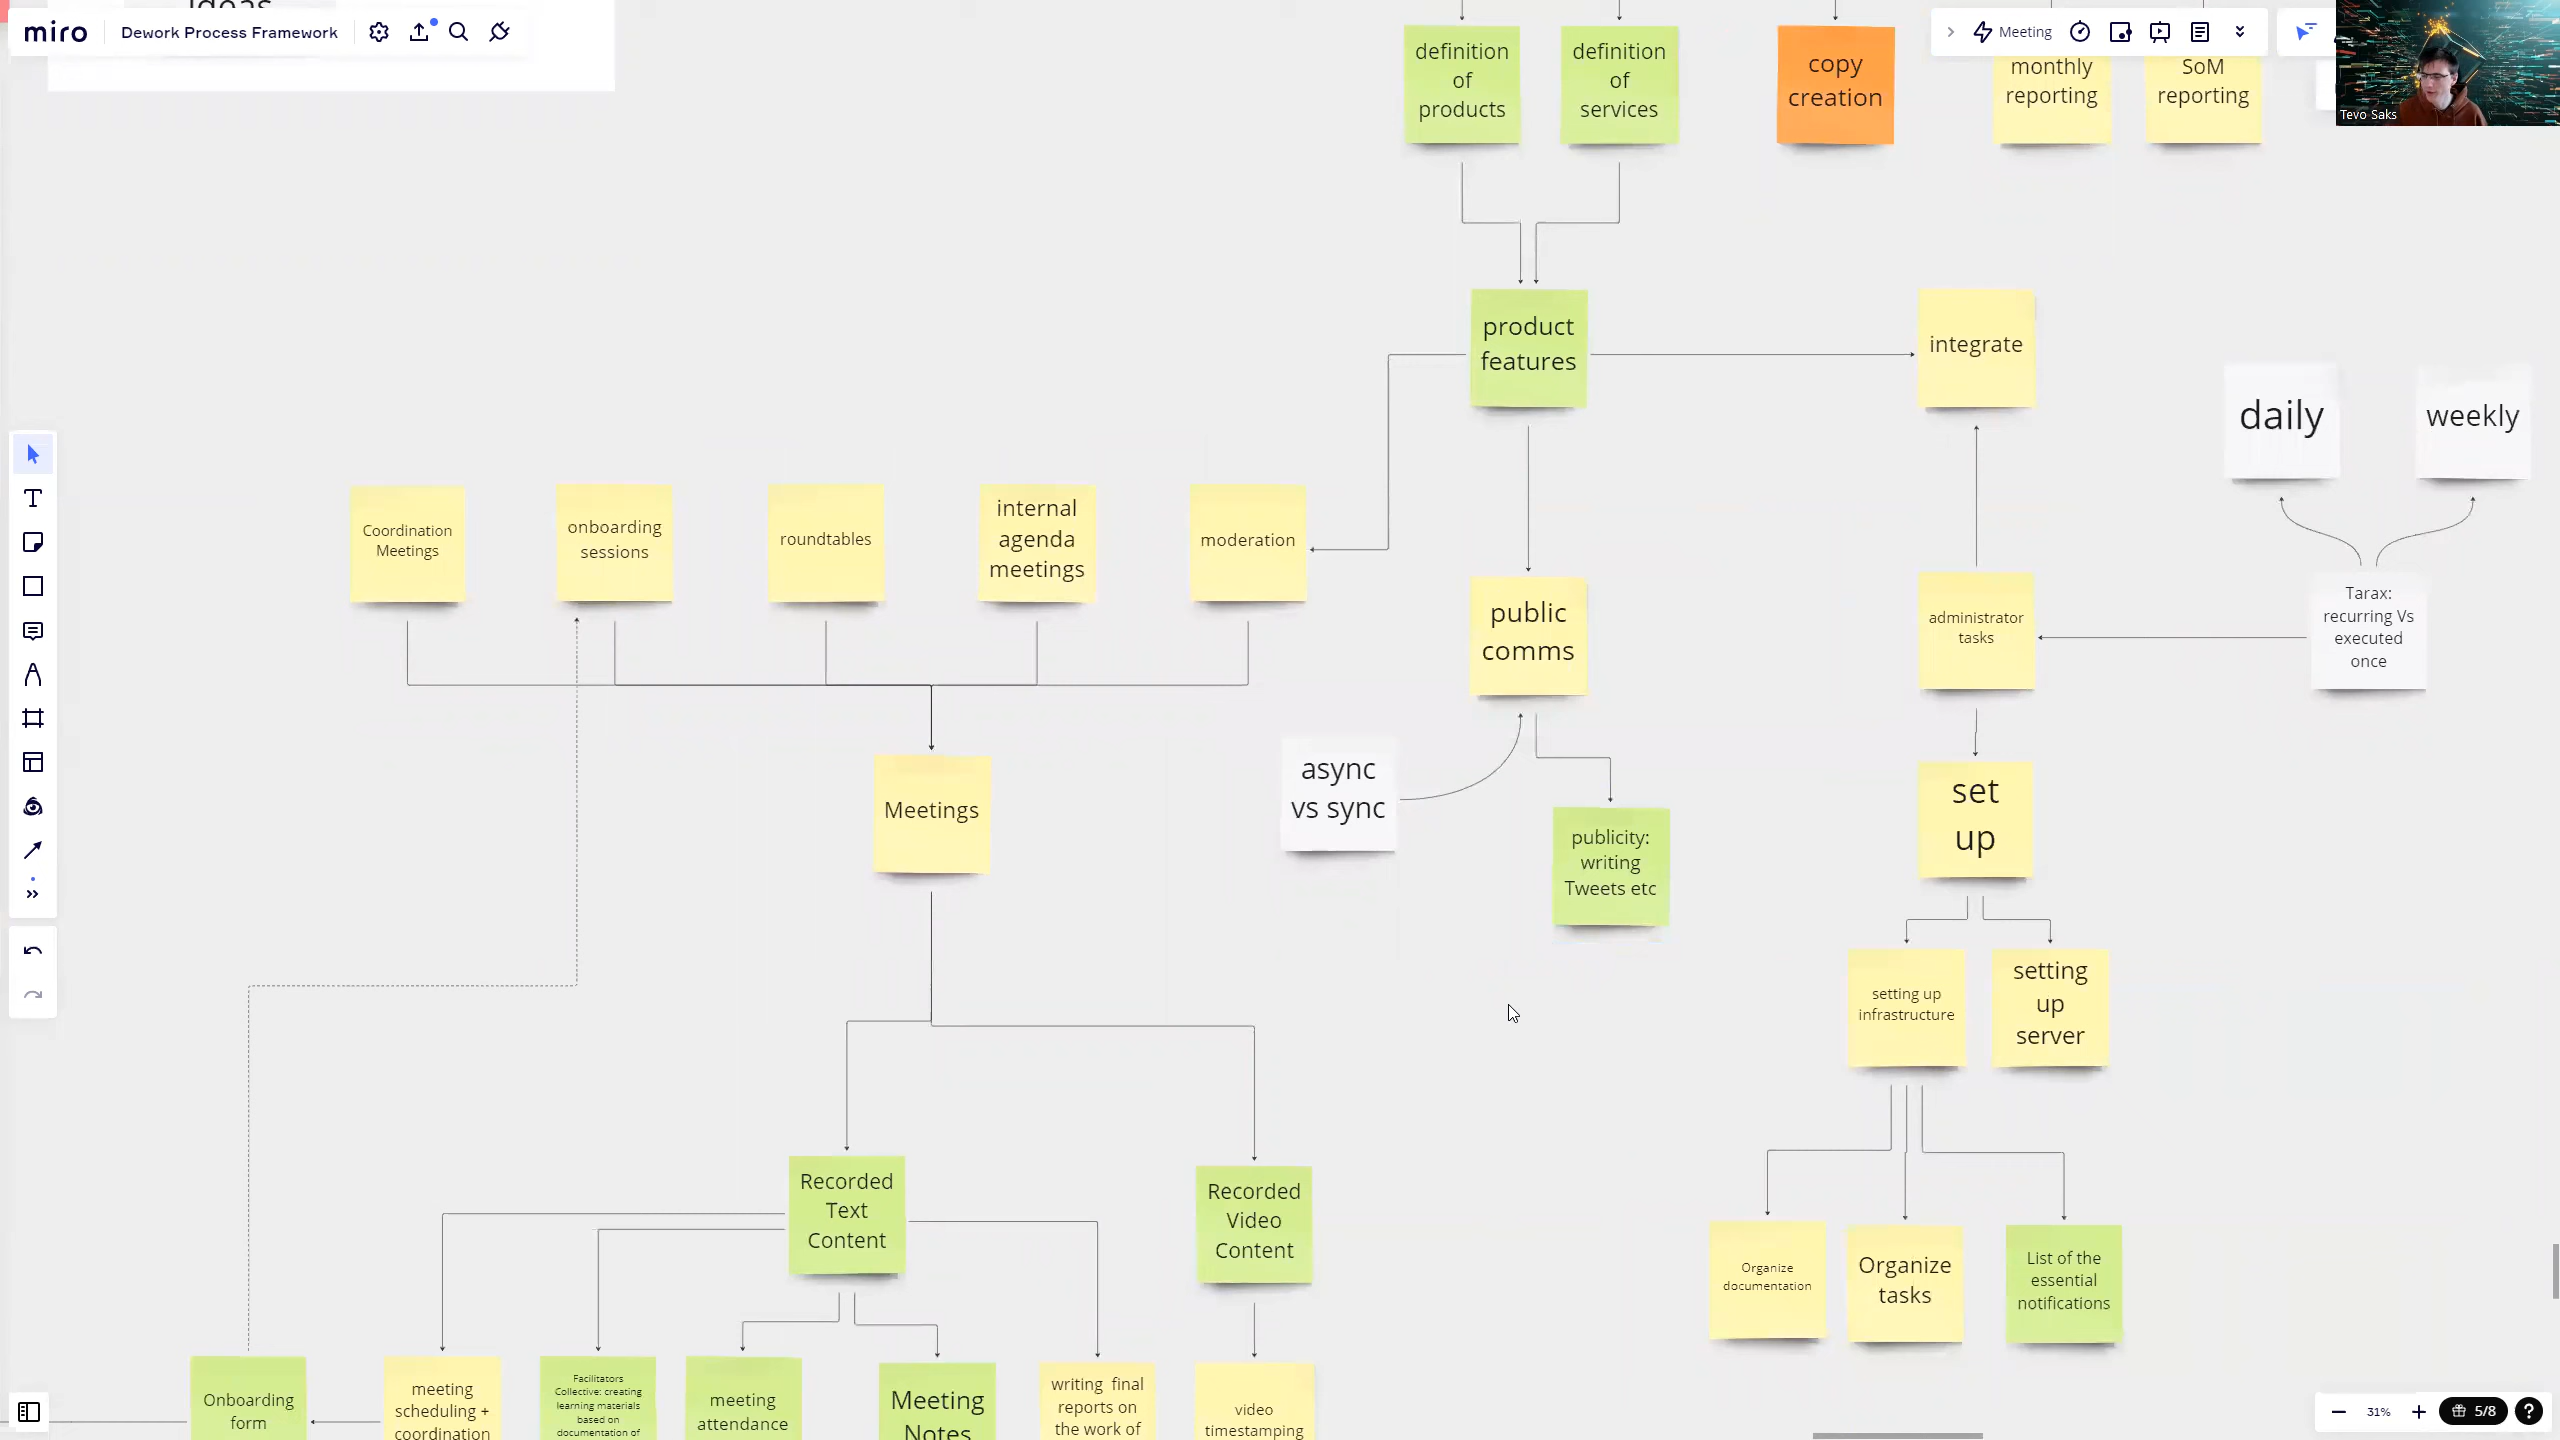 Ideas
miro
Dework Process Framework
Meeting
Tevo Saks
definition
of
products
definition
of
services
copy
creation
monthly
reporting
SoM
reporting
product
features
integrate
daily
weekly
Coordination
Meetings
onboarding
sessions
roundtables
internal
agenda
meetings
moderation
public
comms
administrator
tasks
Tarax:
recurring Vs
executed
once
Meetings
async
vs sync
publicity:
writing
Tweets etc
set
up
setting up
infrastructure
setting
up
server
Recorded
Text
Content
Recorded
Video
Content
Organize
documentation
Organize
tasks
List of the
essential
notifications
Onboarding
form
meeting
scheduling +
coordination
Facilitators
Collective: creating
learning materials
based on
documentation of
meeting
attendance
Meeting
Notes
writing final
reports on
the work of
video
timestamping
31%
5/8
?